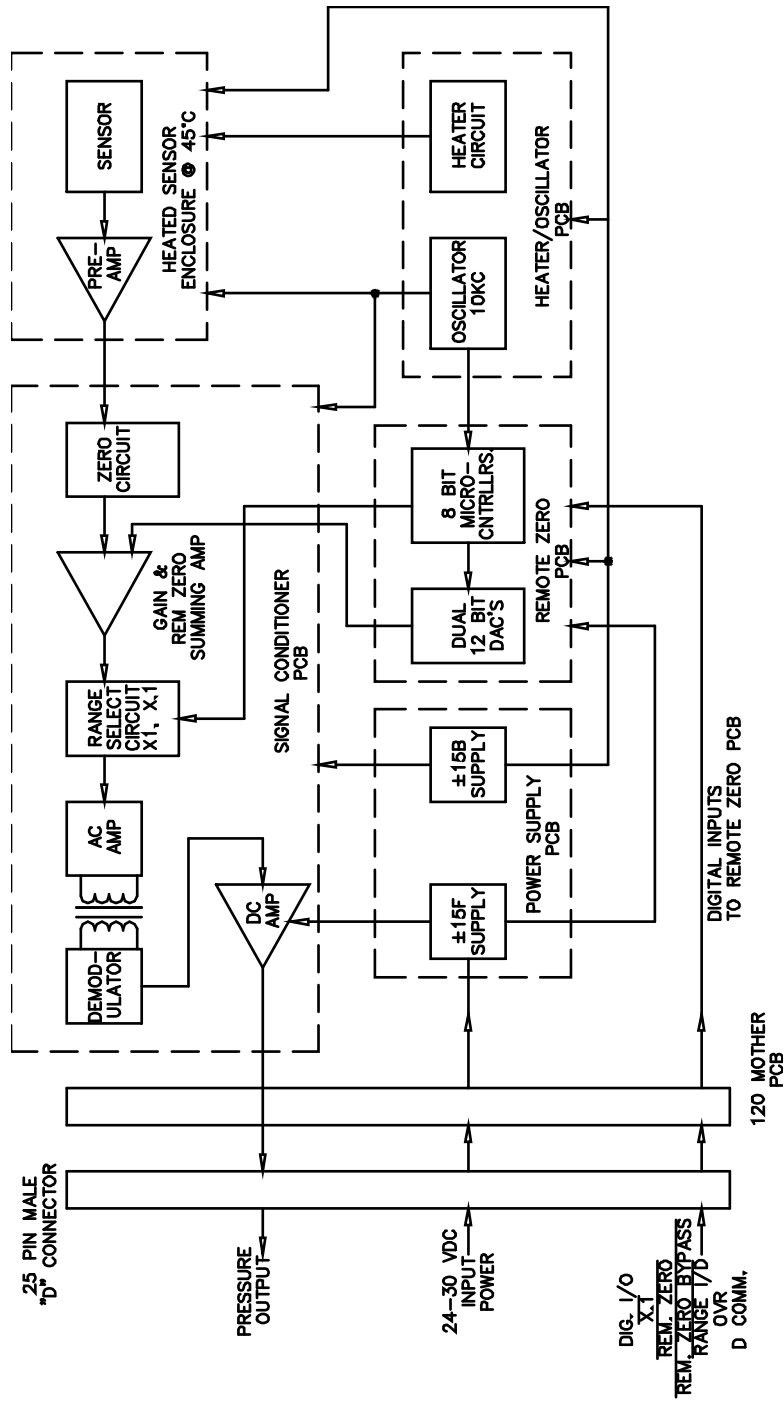 25 PIN MALE
"D" CONNECTOR
PRESSURE
OUTPUT
24-30 VDC
INPUT
POWER
DIG. I/O
X.1
REM. ZERO
REM. ZERO BYPASS
RANGE I/D
OVR
D COMM.
120 MOTHER
PCB
DIGITAL INPUTS
TO REMOTE ZERO PCB
DEMOD-
ULATOR
AC
AMP
RANGE
SELECT
CIRCUIT
X1, X.1
GAIN &
REM ZERO
SUMMING AMP
ZERO
CIRCUIT
DC
AMP
SIGNAL CONDITIONER
PCB
PRE-
AMP
SENSOR
HEATED SENSOR
ENCLOSURE @ 45°C
±15F
SUPPLY
±15B
SUPPLY
POWER SUPPLY
PCB
DUAL
12 BIT
DAC'S
8 BIT
MICRO-
CNTRLLRS.
REMOTE ZERO
PCB
OSCILLATOR
10KC
HEATER
CIRCUIT
HEATER/OSCILLATOR
PCB